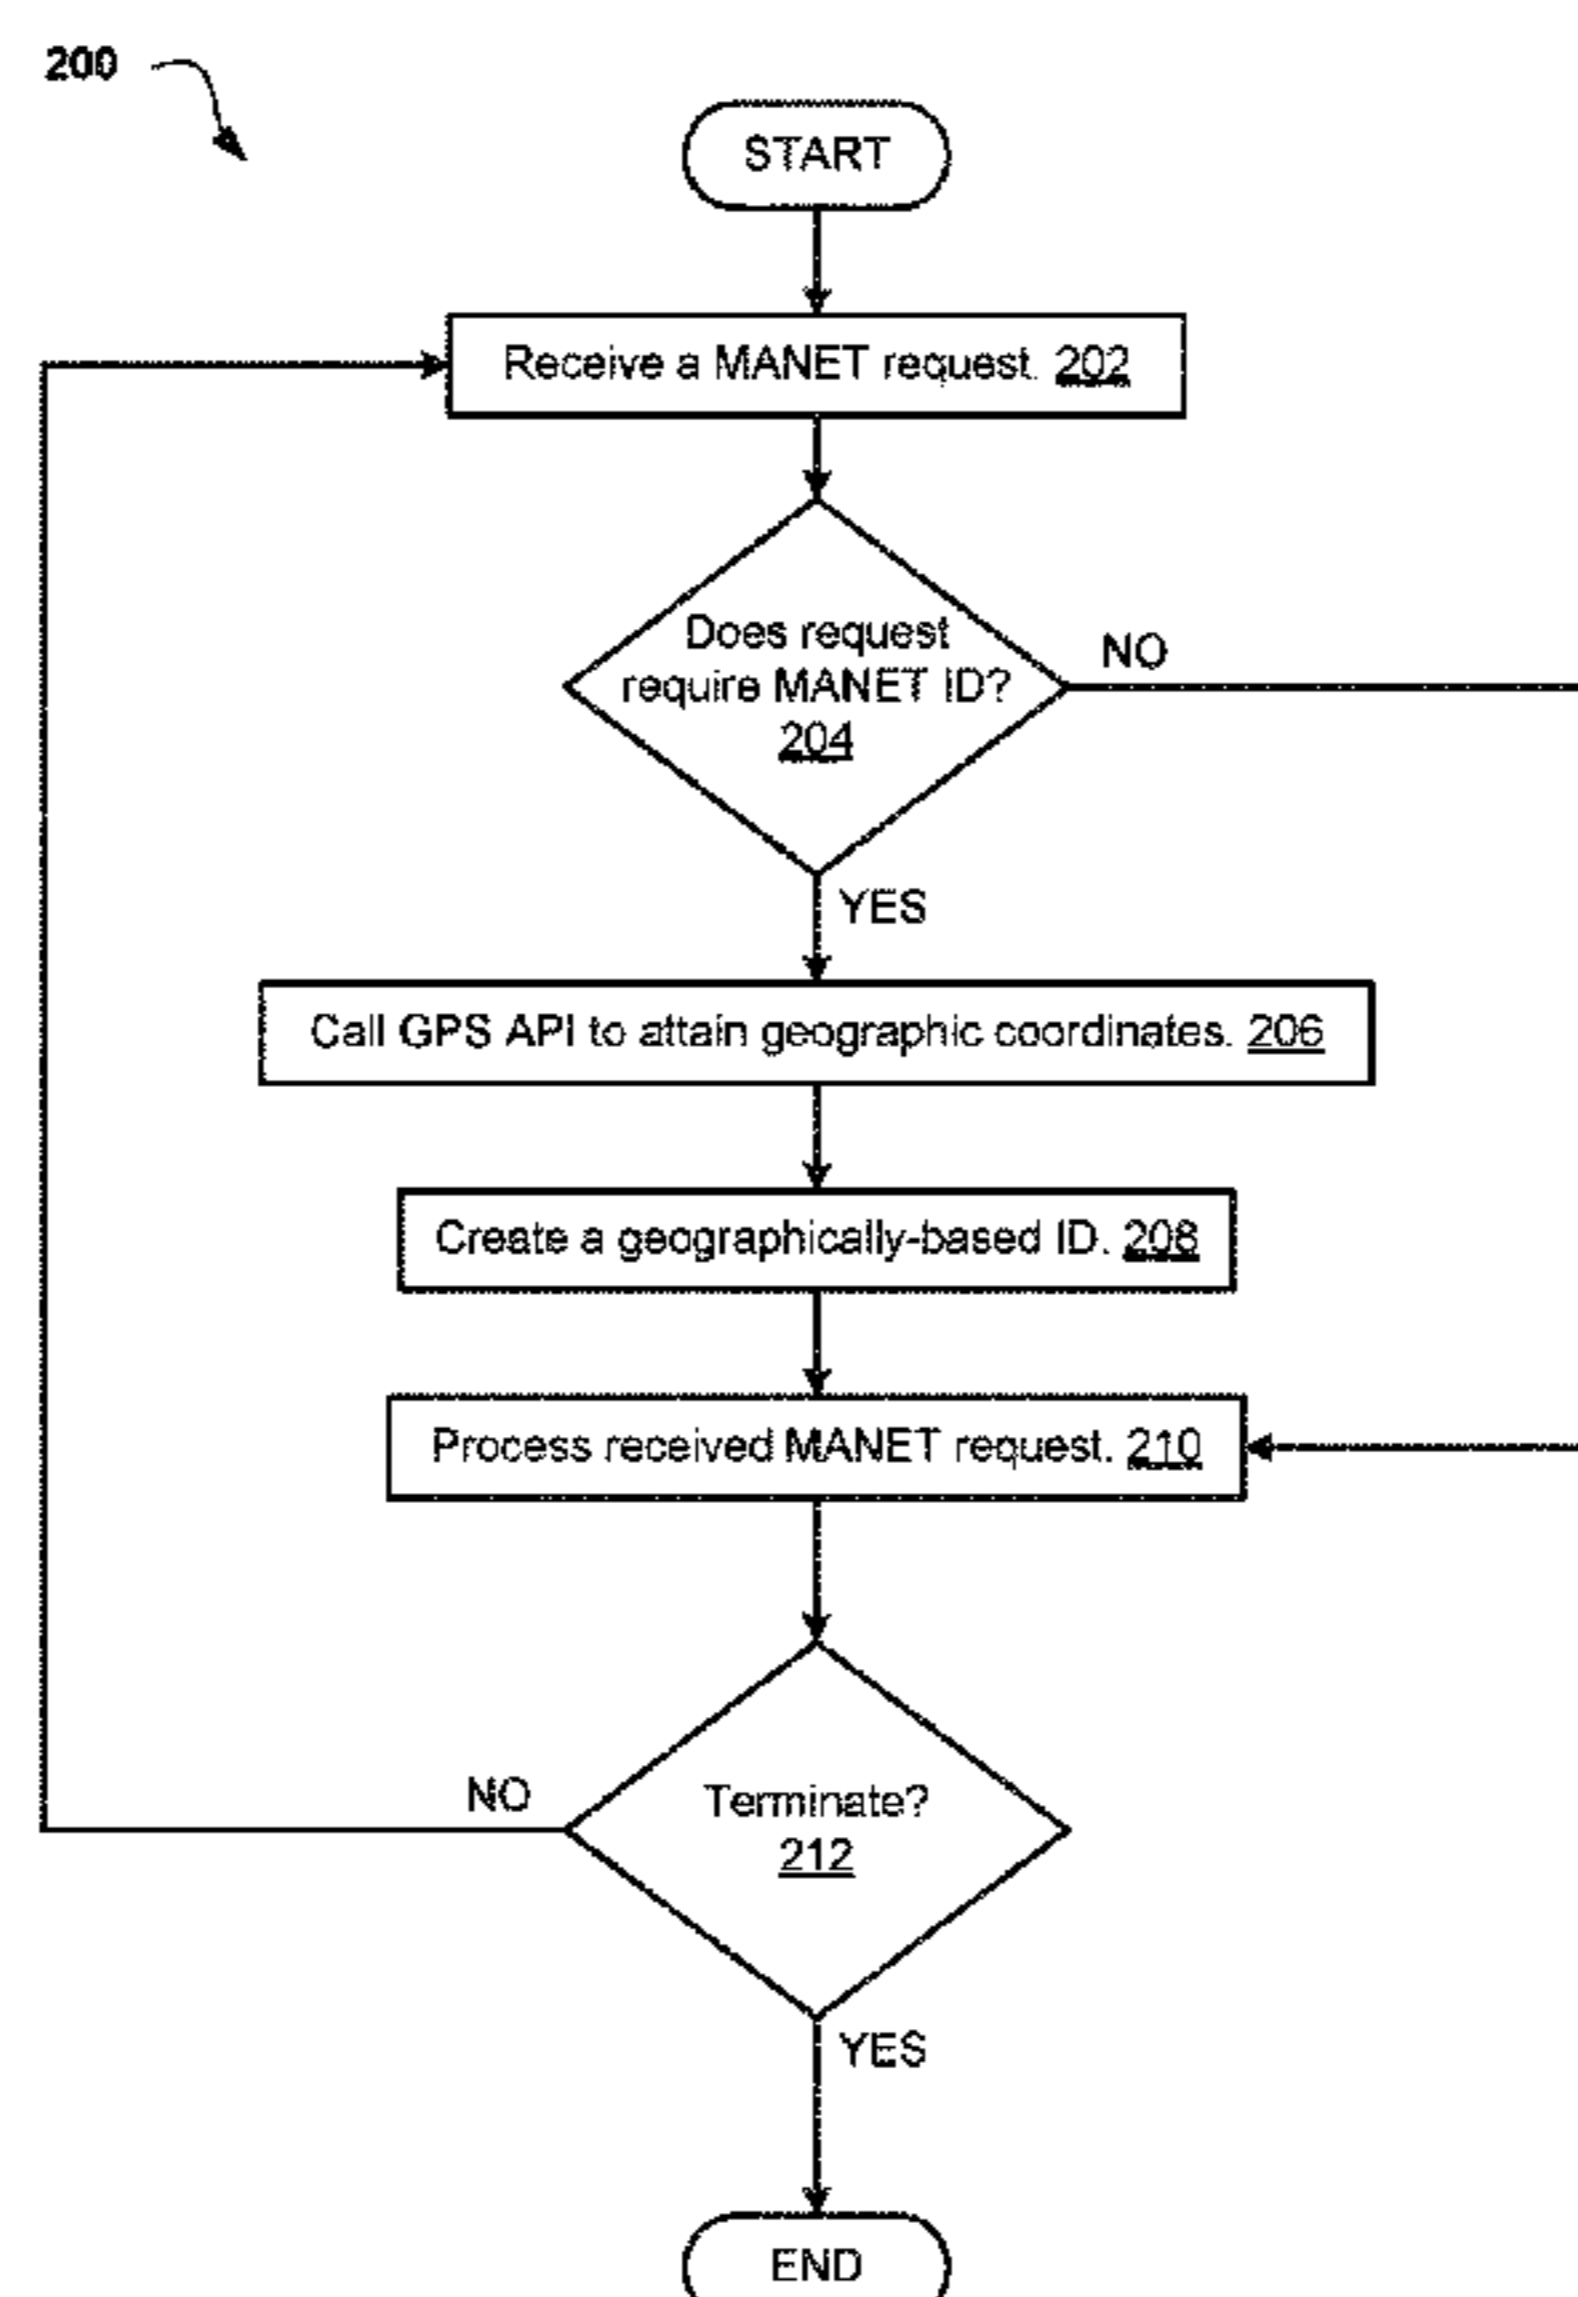 200
START
Receive a MANET request. 202
Does request
require MANET ID?
204
NO
YES
Call GPS API to attain geographic coordinates. 206
Create a geographically-based ID. 208
Process received MANET request. 210
NO
Terminate?
212
YES
END